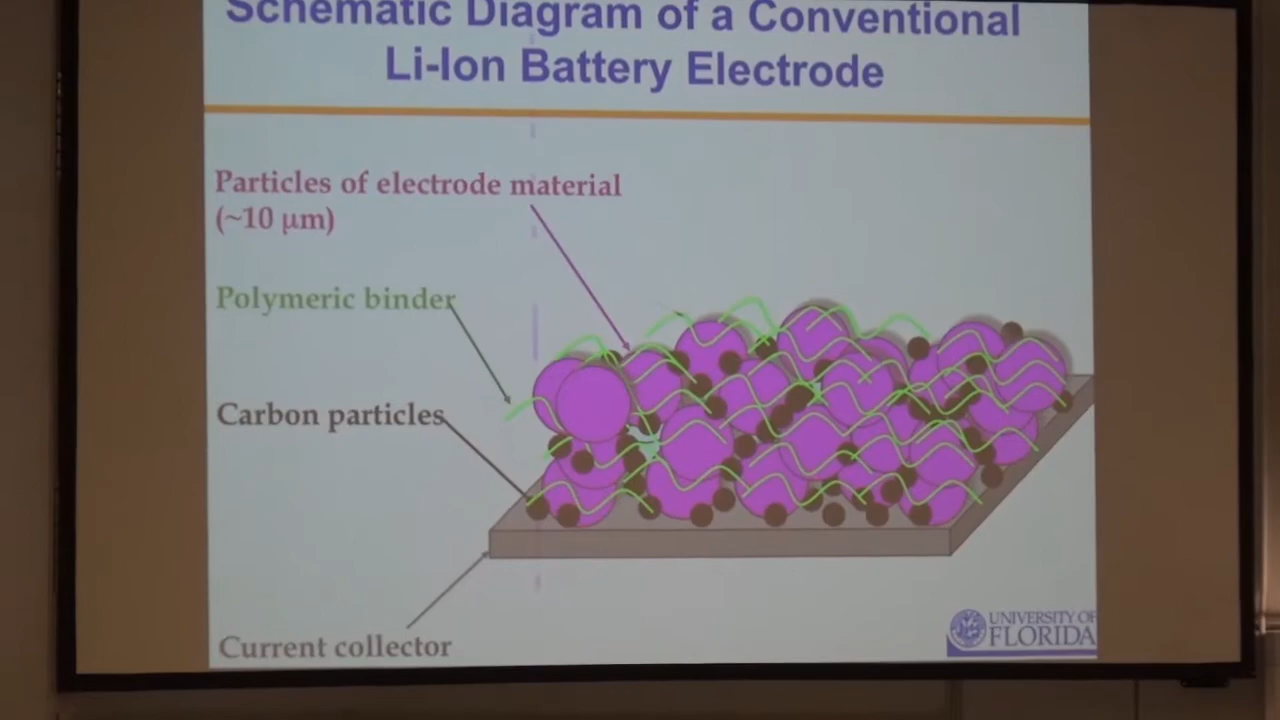 Schematic Diagram of a Conventional
Li-Ion Battery Electrode
Particles of electrode material
(~10 µm)
Polymeric binder
Carbon particles
Current collector
UNIVERSITY OF
FLORIDA